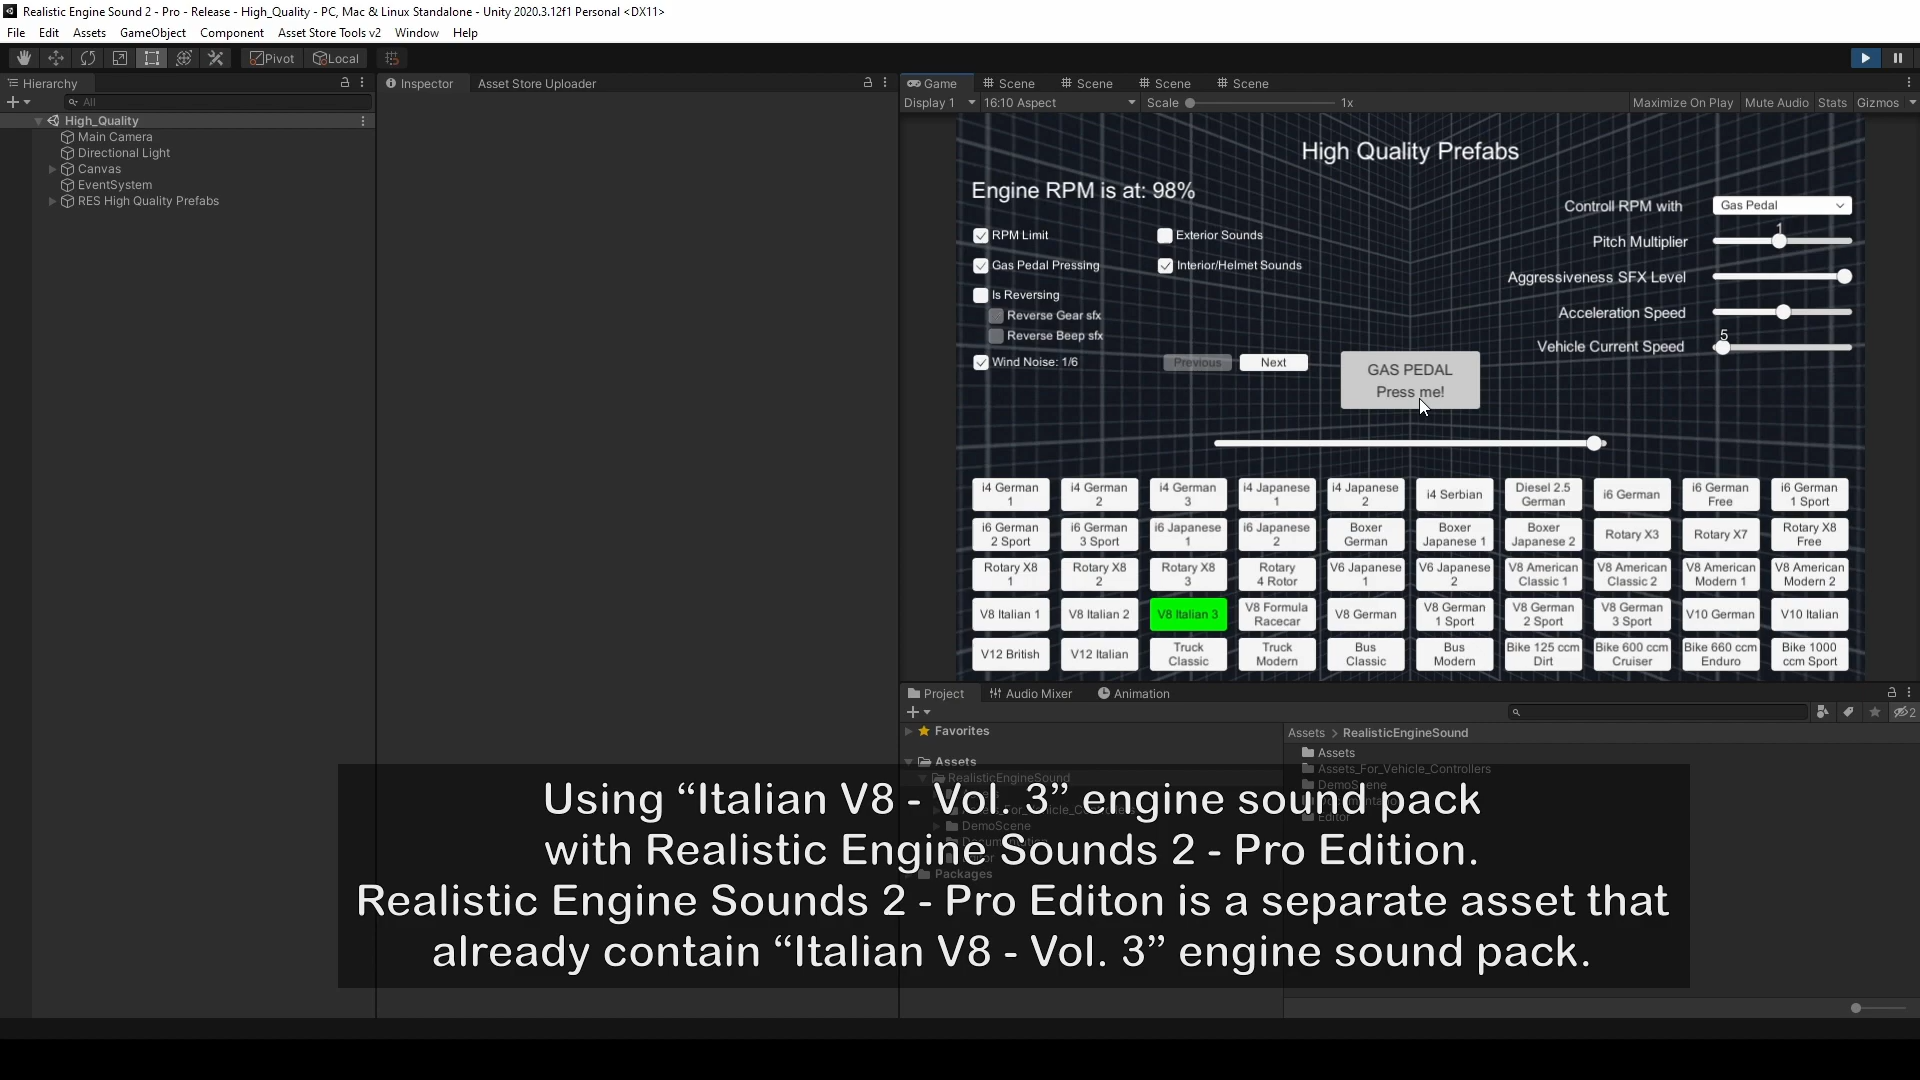 Realistic Engine Sound 2 - Pro - Release - High_Quality - PC, Mac & Linux Standalone - Unity 2020.3.12f1 Personal <DX11>
File Edit Assets GameObject Component Asset Store Tools v2 Window Help
Pivot Local
Hierarchy
All
High_Quality
Main Camera
Directional Light
Canvas
EventSystem
RES High Quality Prefabs
Inspector Asset Store Uploader
Game Scene Scene Scene Scene
Display 1 16:10 Aspect Scale 1x Maximize On Play Mute Audio Stats Gizmos
High Quality Prefabs
Engine RPM is at: 98%
RPM Limit Exterior Sounds
Gas Pedal Pressing Interior/Helmet Sounds
Is Reversing
Reverse Gear sfx
Reverse Beep sfx
Wind Noise: 1/6 Previous Next
GAS PEDAL
Press me!
Controll RPM with Gas Pedal
Pitch Multiplier 1
Aggressiveness SFX Level
Acceleration Speed
Vehicle Current Speed 5
i4 German 1 i4 German 2 i4 German 3 i4 Japanese 1 i4 Japanese 2 i4 Serbian Diesel 2.5 German i6 German i6 German Free i6 German 1 Sport
i6 German 2 Sport i6 German 3 Sport i6 Japanese 1 i6 Japanese 2 Boxer German Boxer Japanese 1 Boxer Japanese 2 Rotary X3 Rotary X7 Rotary X8 Free
Rotary X8 1 Rotary X8 2 Rotary X8 3 Rotary 4 Rotor V6 Japanese 1 V6 Japanese 2 V8 American Classic 1 V8 American Classic 2 V8 American Modern 1 V8 American Modern 2
V8 Italian 1 V8 Italian 2 V8 Italian 3 V8 Formula Racecar V8 German V8 German 1 Sport V8 German 2 Sport V8 German 3 Sport V10 German V10 Italian
V12 British V12 Italian Truck Classic Truck Modern Bus Classic Bus Modern Bike 125 ccm Dirt Bike 600 ccm Cruiser Bike 660 ccm Enduro Bike 1000 ccm Sport
Project Audio Mixer Animation
2
Favorites
Assets
RealisticEngineSound
DemoScene
Packages
Assets > RealisticEngineSound
Assets
Assets_For_Vehicle_Controllers
DemoScene
Editor
Using “Italian V8 - Vol. 3” engine sound pack
with Realistic Engine Sounds 2 - Pro Edition.
Realistic Engine Sounds 2 - Pro Editon is a separate asset that
already contain “Italian V8 - Vol. 3” engine sound pack.